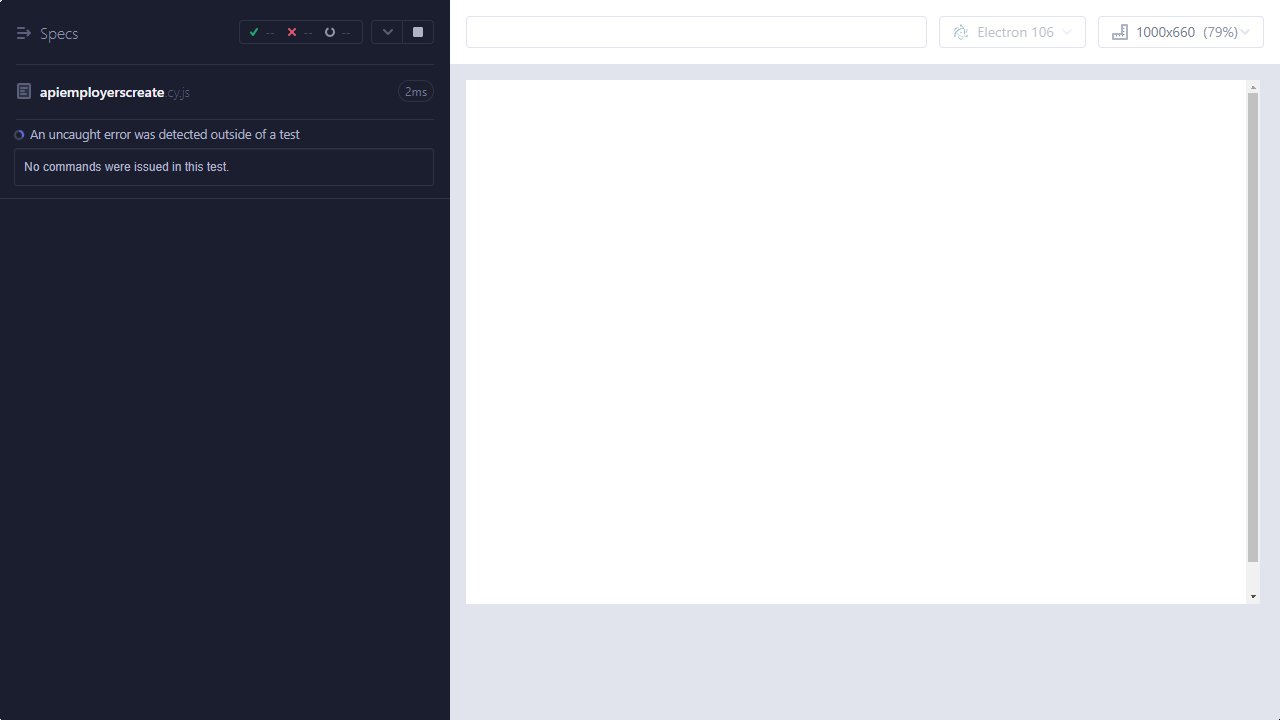 Specs
-- -- --
apiemployerscreate.cy.js
2ms
An uncaught error was detected outside of a test
No commands were issued in this test.
Electron 106
1000x660 (79%)